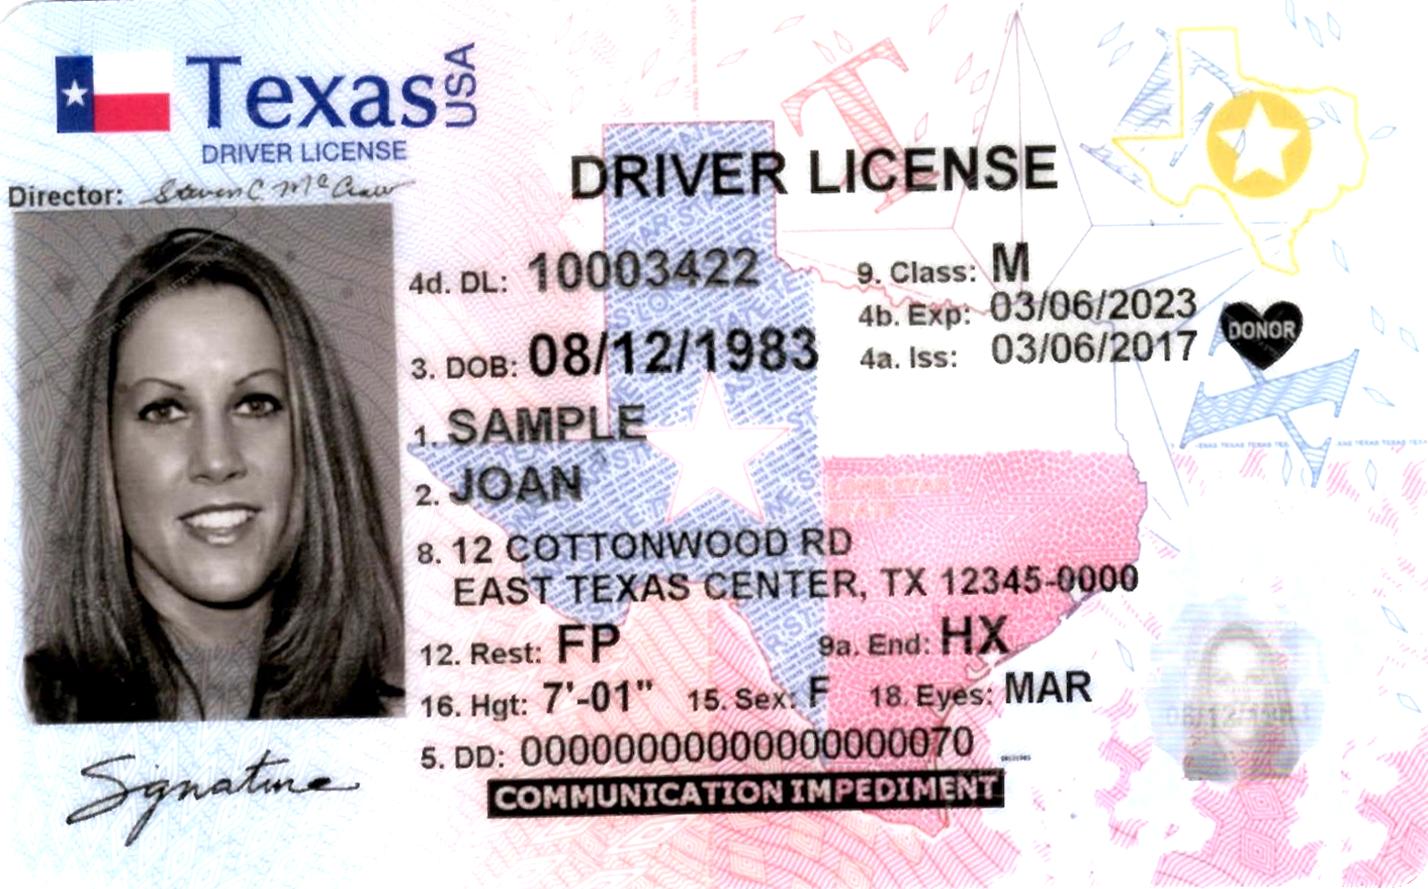 Texas USA
DRIVER LICENSE
Director: Steven C McCraw
DRIVER LICENSE
4d. DL: 10003422
9. Class: M
4b. Exp: 03/06/2023
4a. Iss: 03/06/2017
DONOR
3. DOB: 08/12/1983
1. SAMPLE
2. JOAN
8. 12 COTTONWOOD RD
EAST TEXAS CENTER, TX 12345-0000
12. Rest: FP
9a. End: HX
16. Hgt: 7'-01" 15. Sex: F 18. Eyes: MAR
5. DD: 00000000000000000070
COMMUNICATION IMPEDIMENT
Signature